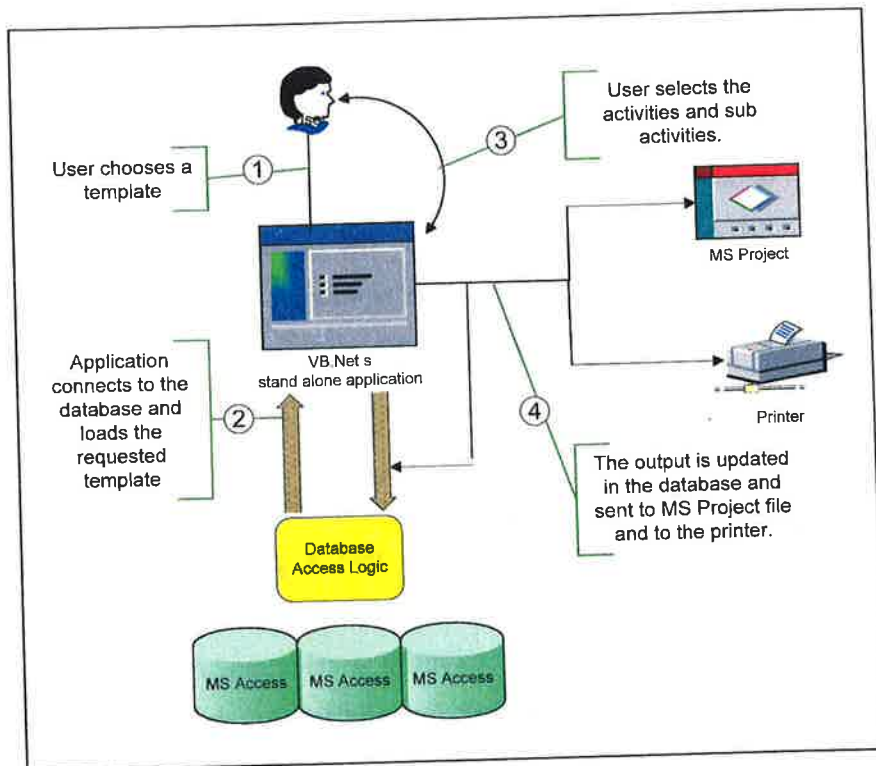 User
1
User chooses a
template
3
User selects the
activities and sub
activities.
MS Project
VB.Net s
stand alone application
Printer
2
Application
connects to the
database and
loads the
requested
template
4
The output is updated
in the database and
sent to MS Project file
and to the printer.
Database
Access Logic
MS Access
MS Access
MS Access